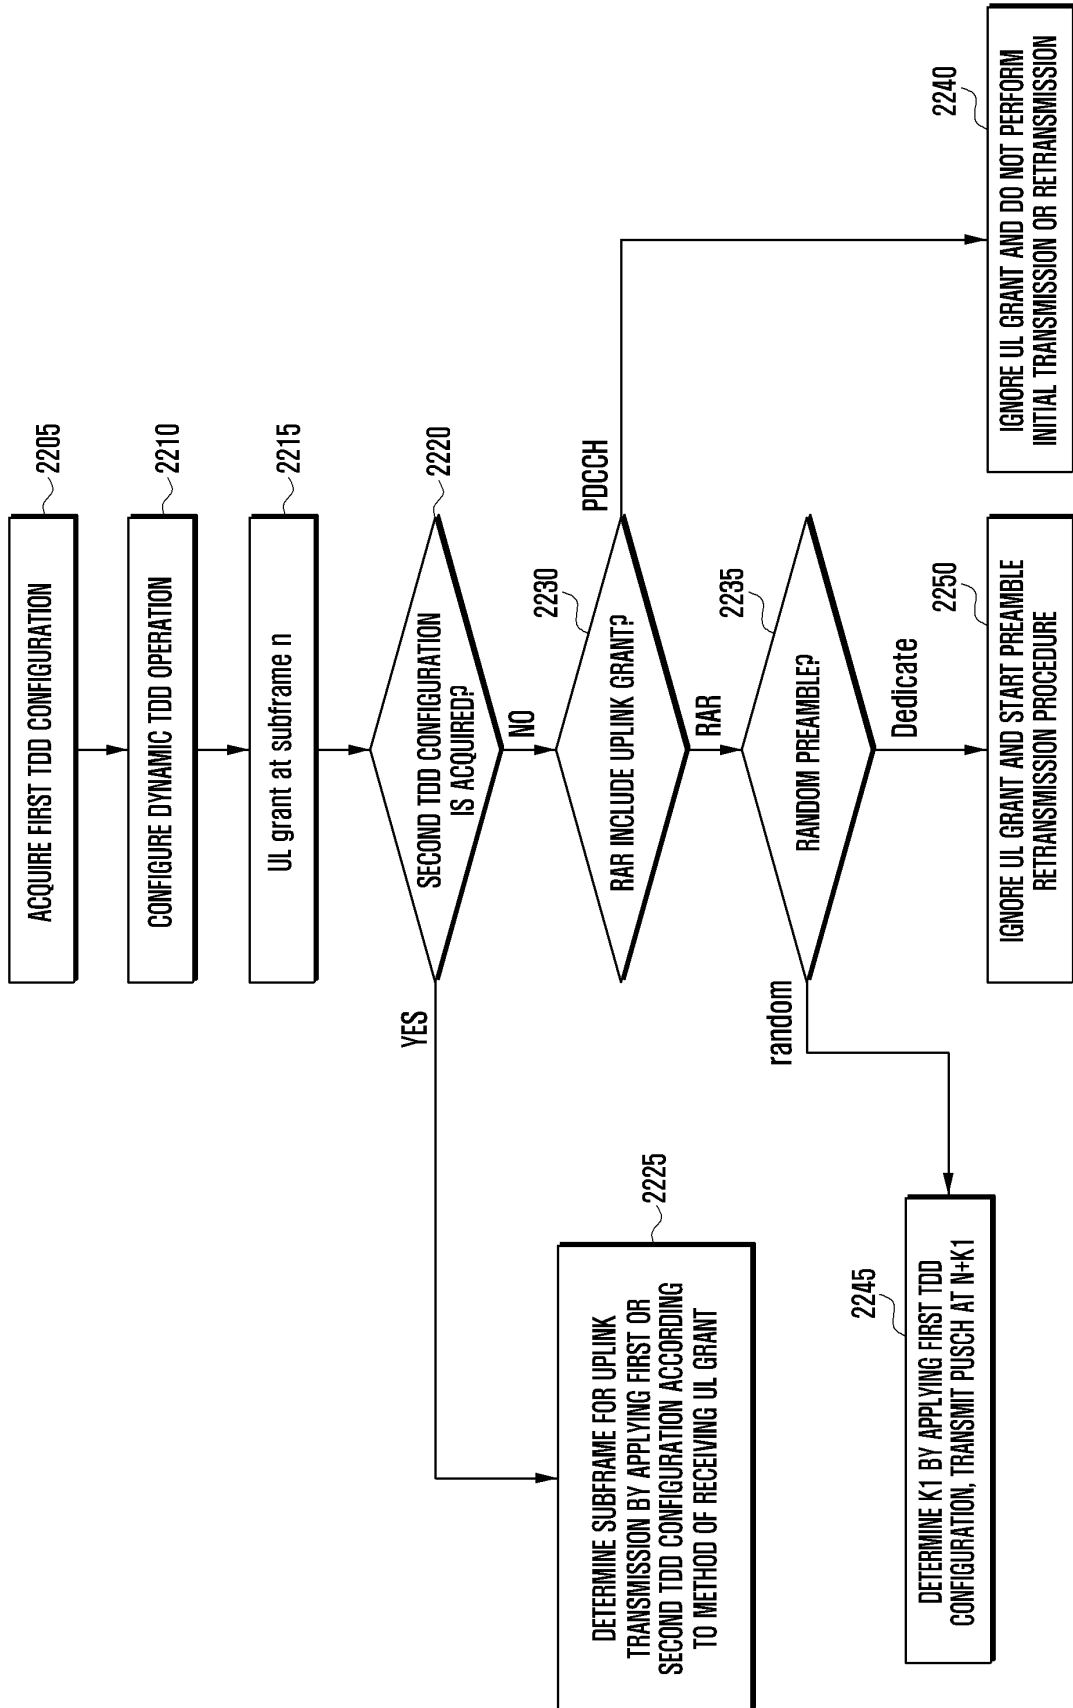 ACQUIRE FIRST TDD CONFIGURATION
2205
CONFIGURE DYNAMIC TDD OPERATION
2210
UL grant at subframe n
2215
SECOND TDD CONFIGURATION
IS ACQUIRED?
2220
YES
NO
DETERMINE SUBFRAME FOR UPLINK
TRANSMISSION BY APPLYING FIRST OR
SECOND TDD CONFIGURATION ACCORDING
TO METHOD OF RECEIVING UL GRANT
2225
RAR INCLUDE UPLINK GRANT?
2230
PDCCH
RAR
RANDOM PREAMBLE?
2235
random
Dedicate
DETERMINE K1 BY APPLYING FIRST TDD
CONFIGURATION, TRANSMIT PUSCH AT N+K1
2245
IGNORE UL GRANT AND START PREAMBLE
RETRANSMISSION PROCEDURE
2250
IGNORE UL GRANT AND DO NOT PERFORM
INITIAL TRANSMISSION OR RETRANSMISSION
2240